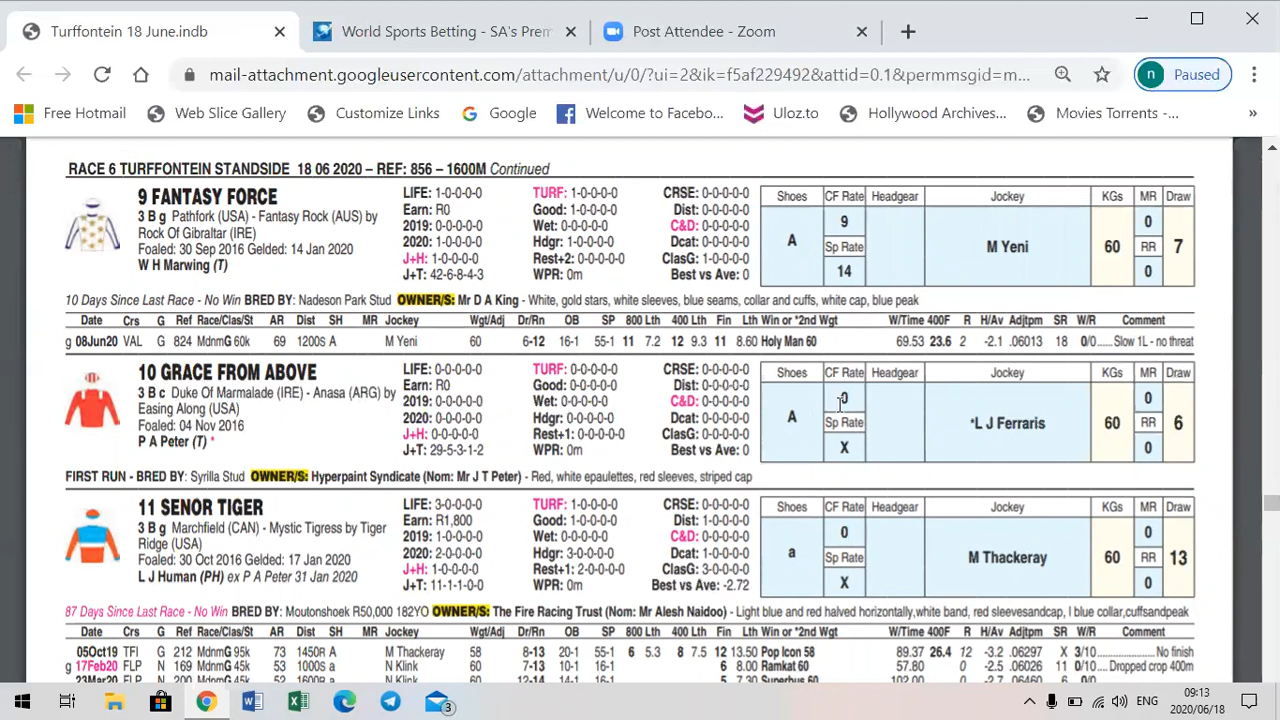 Turffontein 18 June.indb
World Sports Betting - SA's Prem
Post Attendee - Zoom
mail-attachment.googleusercontent.com/attachment/u/0/?ui=2&ik=f5af229492&attid=0.1&permmsgid=m...
n Paused
Free Hotmail
Web Slice Gallery
Customize Links
Google
Welcome to Facebo...
Uloz.to
Hollywood Archives...
Movies Torrents -...
RACE 6 TURFFONTEIN STANDSIDE 18 06 2020 – REF: 856 – 1600M Continued
9 FANTASY FORCE
3 B g Pathfork (USA) - Fantasy Rock (AUS) by
Rock Of Gibraltar (IRE)
Foaled: 30 Sep 2016 Gelded: 14 Jan 2020
W H Marwing (T)
LIFE: 1-0-0-0-0 TURF: 1-0-0-0-0 CRSE: 0-0-0-0-0
Earn: R0 Good: 1-0-0-0-0 Dist: 0-0-0-0-0
2019: 0-0-0-0-0 Wet: 0-0-0-0-0 C&D: 0-0-0-0-0
2020: 1-0-0-0-0 Hdgr: 1-0-0-0-0 Dcat: 0-0-0-0-0
J+H: 1-0-0-0-0 Rest+2: 0-0-0-0-0 ClasG: 0-0-0-0-0
J+T: 42-6-8-4-3 WPR: 0m Best vs Ave: 0
Shoes CF Rate Headgear Jockey KGs MR Draw
9 0
A Sp Rate M Yeni 60 RR 7
14 0
10 Days Since Last Race - No Win BRED BY: Nadeson Park Stud OWNER/S: Mr D A King - White, gold stars, white sleeves, blue seams, collar and cuffs, white cap, blue peak
Date Crs G Ref Race/Clas/St AR Dist SH MR Jockey Wgt/Adj Dr/Rn OB SP 800 Lth 400 Lth Fin Lth Win or *2nd Wgt W/Time 400F R H/Av Adjtpm SR W/R Comment
g 08Jun20 VAL G 824 MdnmG 60k 69 1200s A M Yeni 60 6-12 16-1 55-1 11 7.2 12 9.3 11 8.60 Holy Man 60 69.53 23.6 2 -2.1 .06013 18 0/0 ......Slow 1L - no threat
10 GRACE FROM ABOVE
3 B c Duke Of Marmalade (IRE) - Anasa (ARG) by
Easing Along (USA)
Foaled: 04 Nov 2016
P A Peter (T) *
LIFE: 0-0-0-0-0 TURF: 0-0-0-0-0 CRSE: 0-0-0-0-0
Earn: R0 Good: 0-0-0-0-0 Dist: 0-0-0-0-0
2019: 0-0-0-0-0 Wet: 0-0-0-0-0 C&D: 0-0-0-0-0
2020: 0-0-0-0-0 Hdgr: 0-0-0-0-0 Dcat: 0-0-0-0-0
J+H: 0-0-0-0-0 Rest+1: 0-0-0-0-0 ClasG: 0-0-0-0-0
J+T: 29-5-3-1-2 WPR: 0m Best vs Ave: 0
Shoes CF Rate Headgear Jockey KGs MR Draw
0 0
A Sp Rate *L J Ferraris 60 RR 6
X 0
FIRST RUN - BRED BY: Syrilla Stud OWNER/S: Hyperpaint Syndicate (Nom: Mr J T Peter) - Red, white epaulettes, red sleeves, striped cap
11 SENOR TIGER
3 B g Marchfield (CAN) - Mystic Tigress by Tiger
Ridge (USA)
Foaled: 30 Oct 2016 Gelded: 17 Jan 2020
L J Human (PH) ex P A Peter 31 Jan 2020
LIFE: 3-0-0-0-0 TURF: 1-0-0-0-0 CRSE: 0-0-0-0-0
Earn: R1,800 Good: 1-0-0-0-0 Dist: 1-0-0-0-0
2019: 1-0-0-0-0 Wet: 0-0-0-0-0 C&D: 0-0-0-0-0
2020: 2-0-0-0-0 Hdgr: 3-0-0-0-0 Dcat: 1-0-0-0-0
J+H: 1-0-0-0-0 Rest+1: 2-0-0-0-0 ClasG: 3-0-0-0-0
J+T: 11-1-1-0-0 WPR: 0m Best vs Ave: -2.72
Shoes CF Rate Headgear Jockey KGs MR Draw
0 0
a Sp Rate M Thackeray 60 RR 13
X 0
87 Days Since Last Race - No Win BRED BY: Moutonshoek R50,000 182YO OWNER/S: The Fire Racing Trust (Nom: Mr Alesh Naidoo) - Light blue and red halved horizontally,white band, red sleevesandcap, l blue collar,cuffsandpeak
Date Crs G Ref Race/Clas/St AR Dist SH MR Jockey Wgt/Adj Dr/Rn OB SP 800 Lth 400 Lth Fin Lth Win or *2nd Wgt W/Time 400F R H/Av Adjtpm SR W/R Comment
05Oct19 TFI G 212 MdnmG 95k 73 1450R A M Thackeray 58 8-13 20-1 55-1 6 5.3 8 7.5 12 13.50 Pop Icon 58 89.37 26.4 12 -3.2 .06297 X 3/10 ......No finish
g 17Feb20 FLP N 169 MdnmG 45k 53 1000s a N Klink 60 7-13 10-1 16-1 6 8.00 Ramkat 60 57.80 2 -2.5 .06026 11 0/0 ......Dropped crop 400m
ENG
09:13
2020/06/18
3